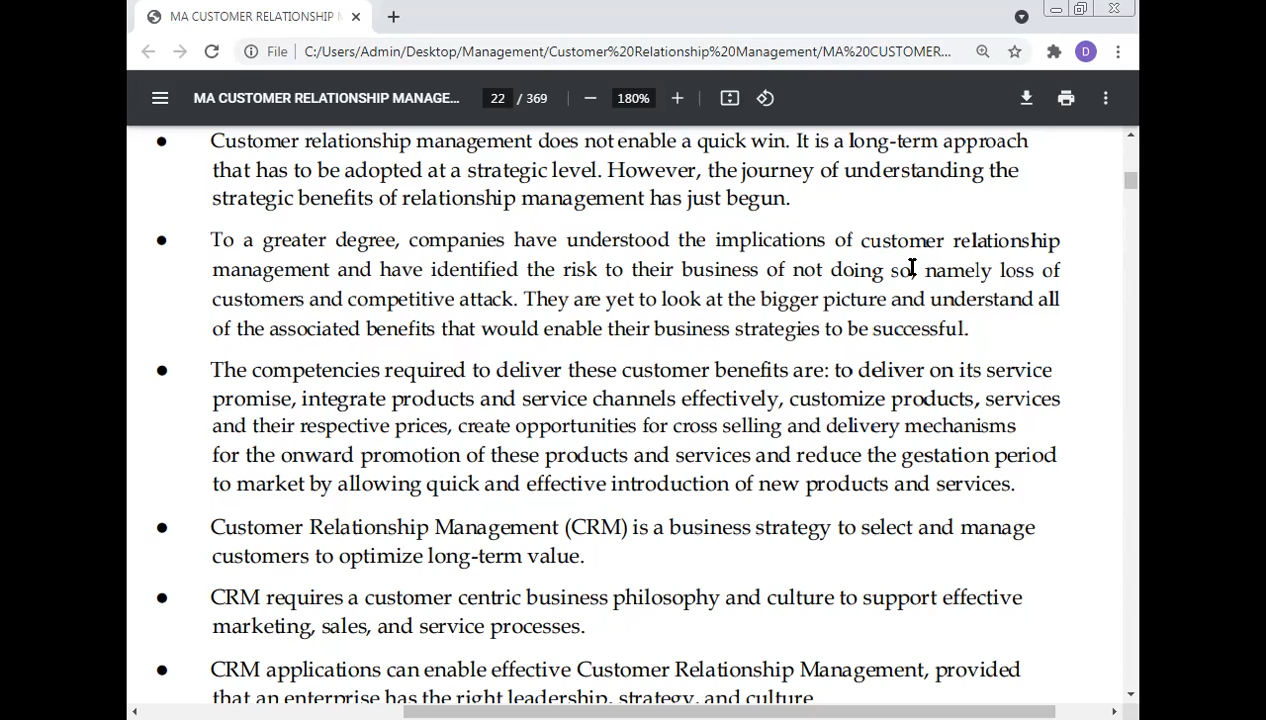 MA CUSTOMER RELATIONSHIP M
File C:/Users/Admin/Desktop/Management/Customer%20Relationship%20Management/MA%20CUSTOMER... D
MA CUSTOMER RELATIONSHIP MANAGE... 22 / 369 180%
● Customer relationship management does not enable a quick win. It is a long-term approach
that has to be adopted at a strategic level. However, the journey of understanding the
strategic benefits of relationship management has just begun.
● To a greater degree, companies have understood the implications of customer relationship
management and have identified the risk to their business of not doing so, namely loss of
customers and competitive attack. They are yet to look at the bigger picture and understand all
of the associated benefits that would enable their business strategies to be successful.
● The competencies required to deliver these customer benefits are: to deliver on its service
promise, integrate products and service channels effectively, customize products, services
and their respective prices, create opportunities for cross selling and delivery mechanisms
for the onward promotion of these products and services and reduce the gestation period
to market by allowing quick and effective introduction of new products and services.
● Customer Relationship Management (CRM) is a business strategy to select and manage
customers to optimize long-term value.
● CRM requires a customer centric business philosophy and culture to support effective
marketing, sales, and service processes.
● CRM applications can enable effective Customer Relationship Management, provided
that an enterprise has the right leadership, strategy, and culture